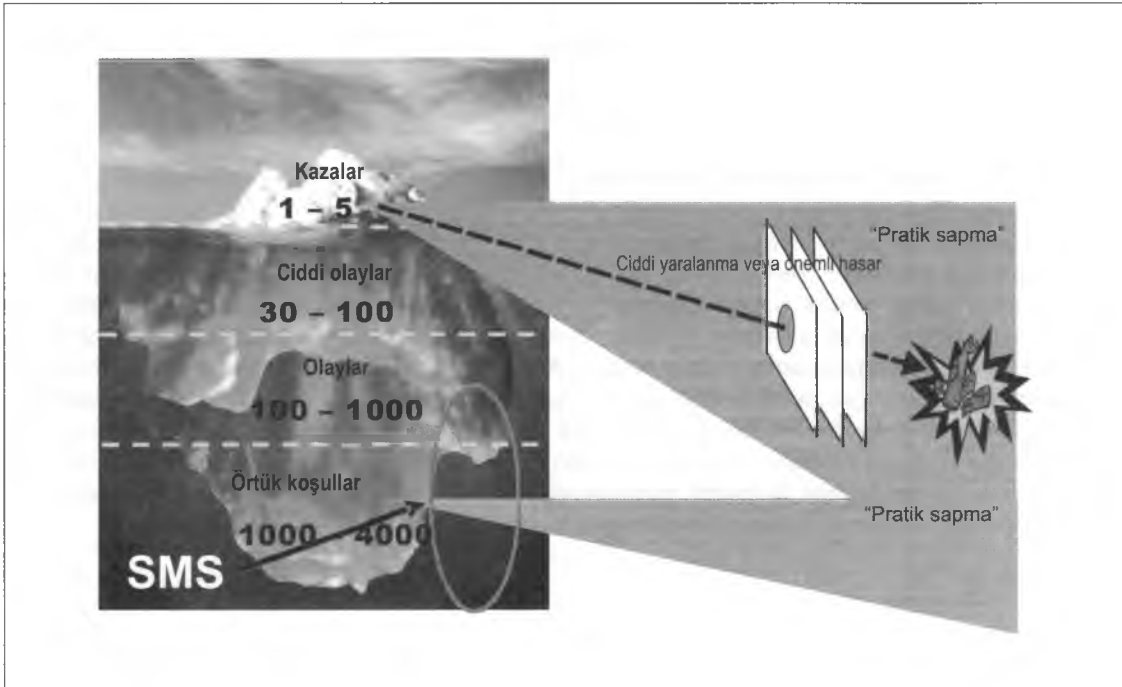 Kazalar
1 – 5
Ciddi olaylar
30 – 100
Olaylar
100 – 1000
Örtük koşullar
1000 4000
SMS
"Pratik sapma"
Ciddi yaralanma veya önemli hasar
"Pratik sapma"